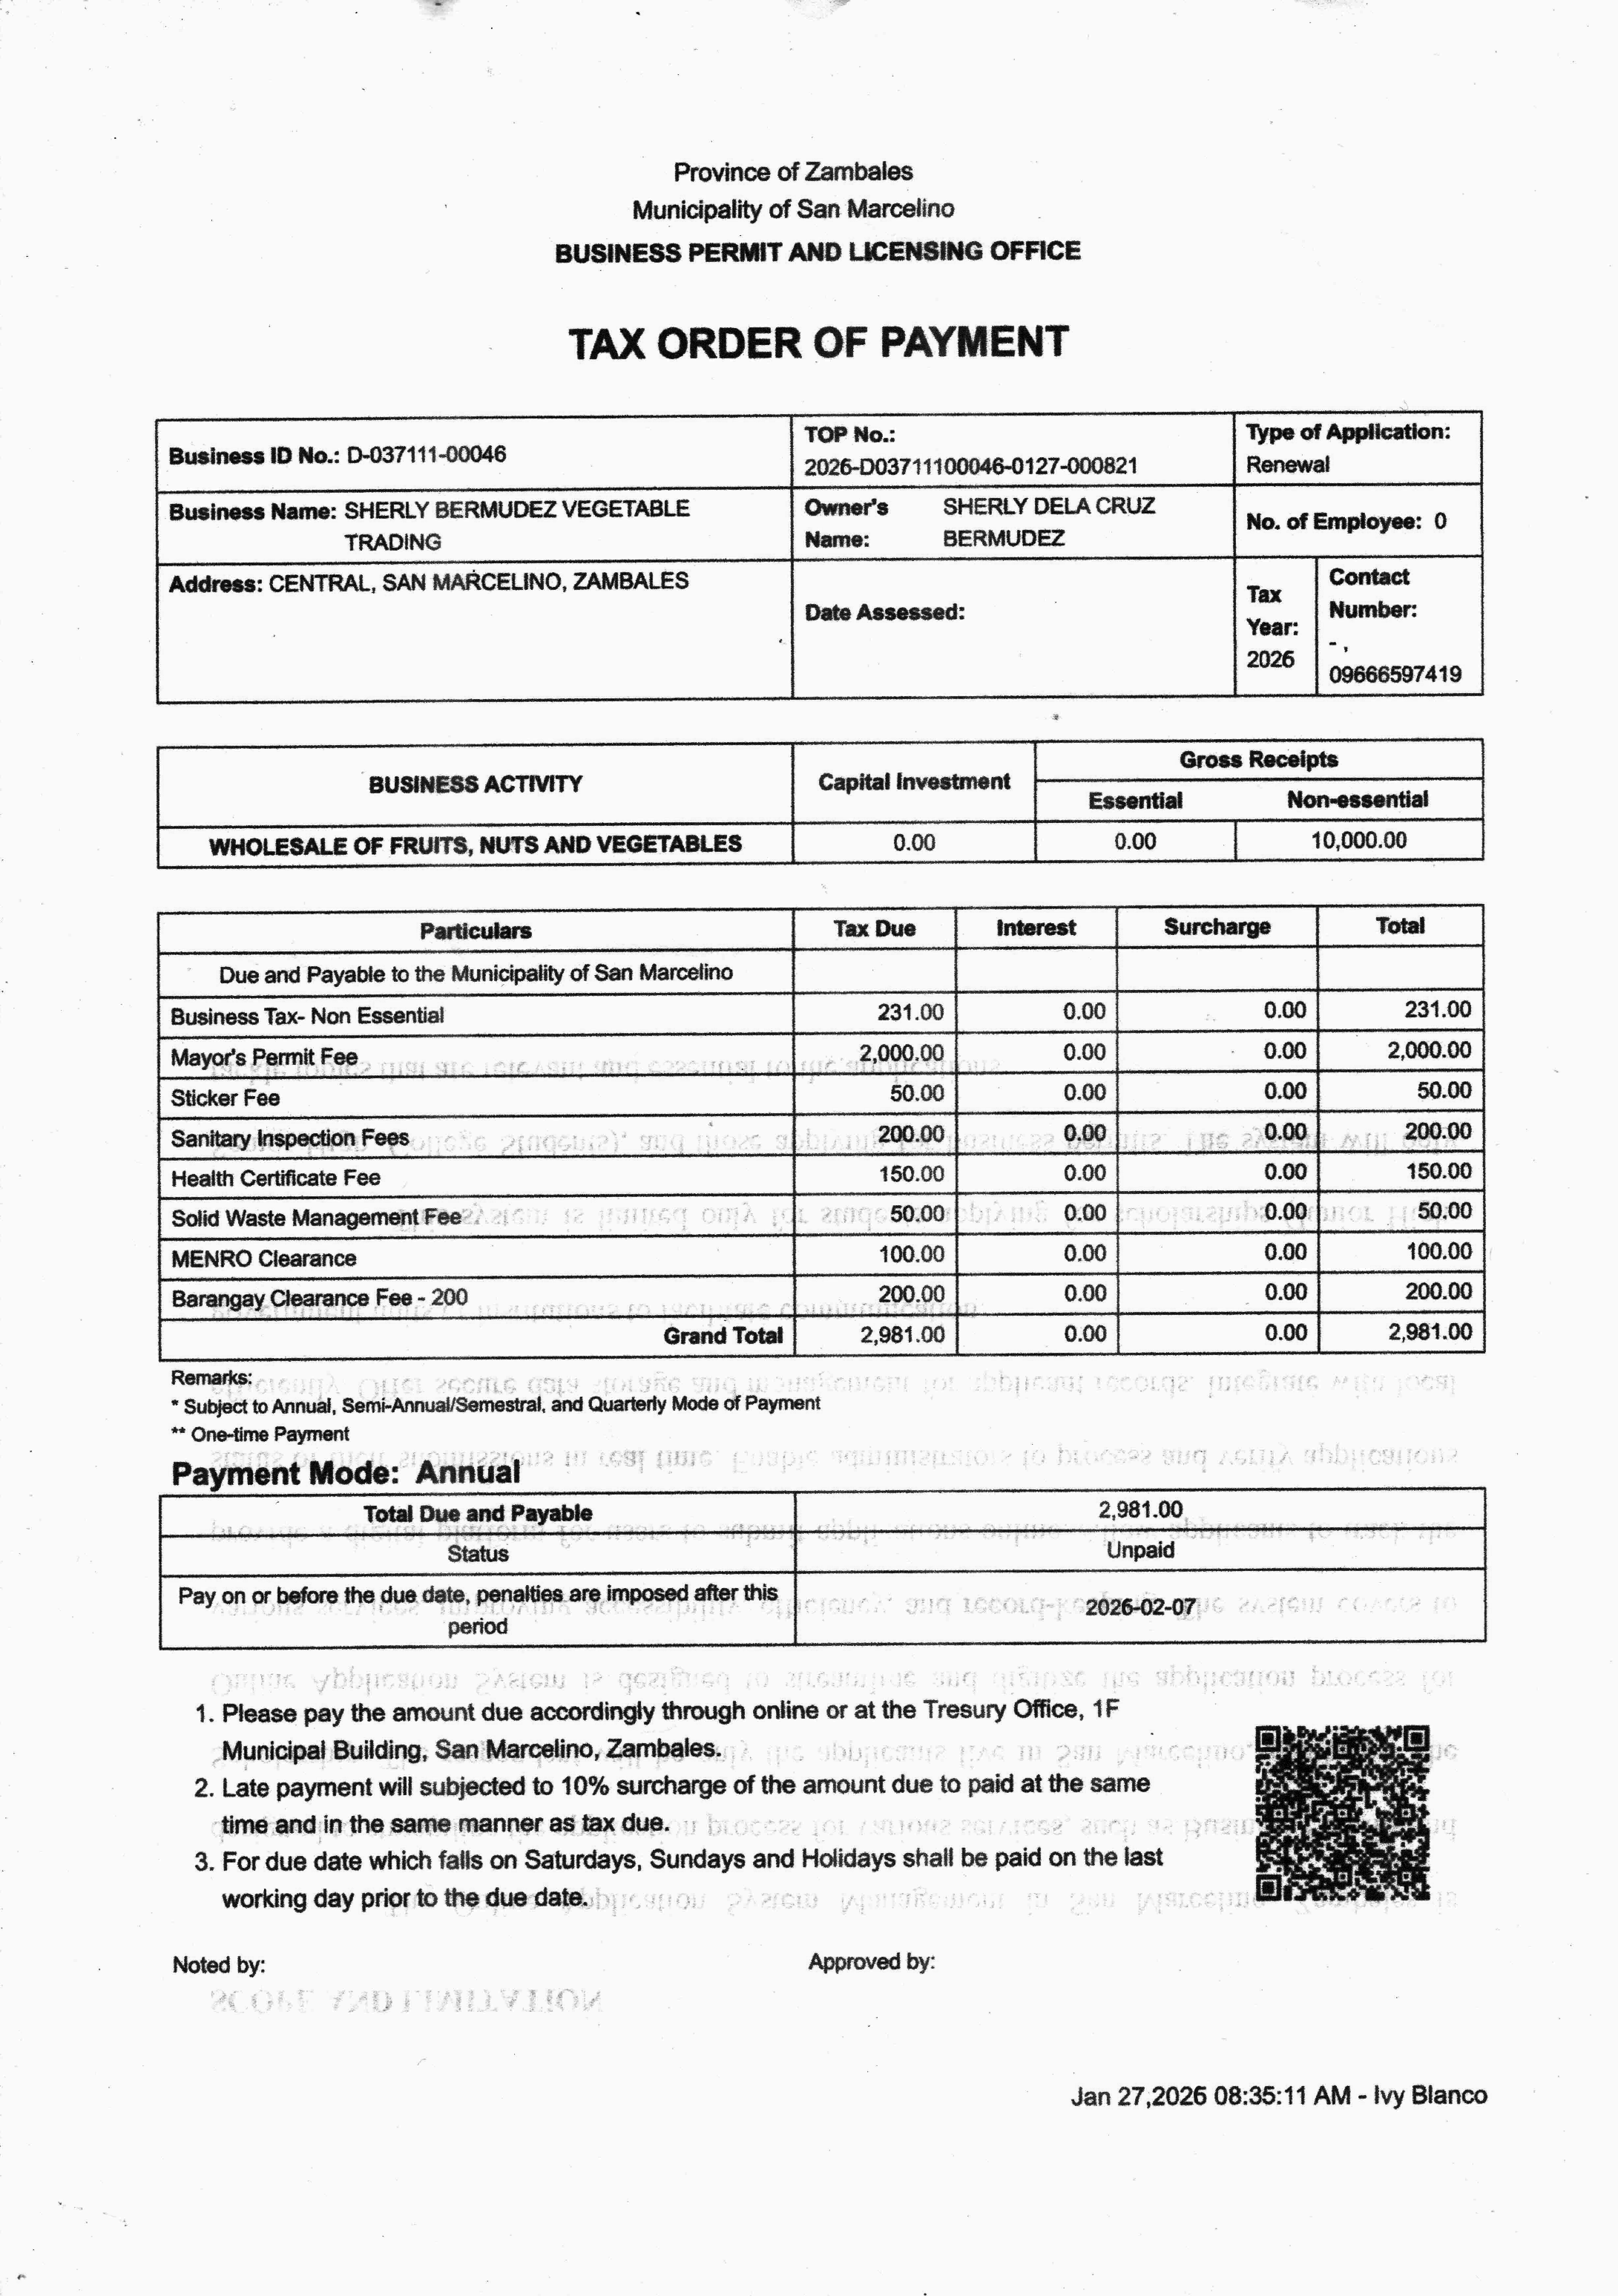 Province of Zambales
Municipality of San Marcelino
BUSINESS PERMIT AND LICENSING OFFICE
TAX ORDER OF PAYMENT
Business ID No.: D-037111-00046
TOP No.:
2026-D03711100046-0127-000821
Type of Application:
Renewal
Business Name: SHERLY BERMUDEZ VEGETABLE
TRADING
Owner's Name: SHERLY DELA CRUZ
BERMUDEZ
No. of Employee: 0
Address: CENTRAL, SAN MARCELINO, ZAMBALES
Date Assessed:
Tax
Year:
2026
Contact
Number:
- ,
09666597419
BUSINESS ACTIVITY
Capital Investment
Gross Receipts
Essential Non-essential
WHOLESALE OF FRUITS, NUTS AND VEGETABLES 0.00 0.00 10,000.00
Particulars Tax Due Interest Surcharge Total
Due and Payable to the Municipality of San Marcelino
Business Tax- Non Essential 231.00 0.00 0.00 231.00
Mayor's Permit Fee 2,000.00 0.00 0.00 2,000.00
Sticker Fee 50.00 0.00 0.00 50.00
Sanitary Inspection Fees 200.00 0.00 0.00 200.00
Health Certificate Fee 150.00 0.00 0.00 150.00
Solid Waste Management Fee 50.00 0.00 0.00 50.00
MENRO Clearance 100.00 0.00 0.00 100.00
Barangay Clearance Fee - 200 200.00 0.00 0.00 200.00
Grand Total 2,981.00 0.00 0.00 2,981.00
Remarks:
* Subject to Annual, Semi-Annual/Semestral, and Quarterly Mode of Payment
** One-time Payment
Payment Mode: Annual
Total Due and Payable 2,981.00
Status Unpaid
Pay on or before the due date, penalties are imposed after this
period
2026-02-07
1. Please pay the amount due accordingly through online or at the Tresury Office, 1F
Municipal Building, San Marcelino, Zambales.
2. Late payment will subjected to 10% surcharge of the amount due to paid at the same
time and in the same manner as tax due.
3. For due date which falls on Saturdays, Sundays and Holidays shall be paid on the last
working day prior to the due date.
Noted by:
Approved by:
SCOPE AND LIMITATION
Jan 27,2026 08:35:11 AM - Ivy Blanco